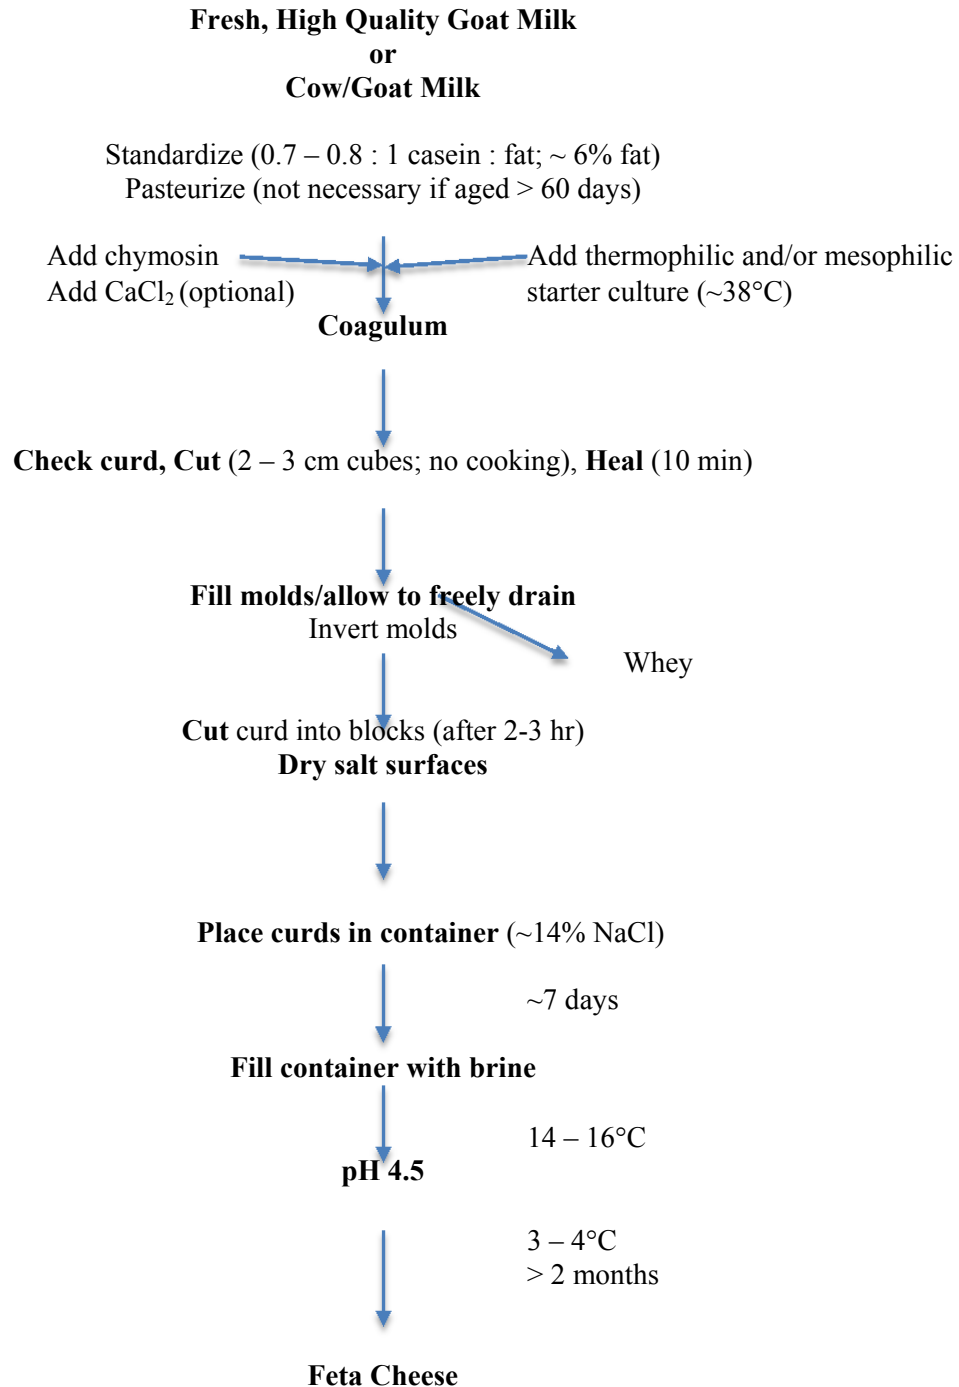 Fresh, High Quality Goat Milk
or
Cow/Goat Milk
Standardize (0.7 – 0.8 : 1 casein : fat; ~ 6% fat)
Pasteurize (not necessary if aged > 60 days)
Add chymosin
Add CaCl₂ (optional)
Add thermophilic and/or mesophilic
starter culture (~38°C)
Coagulum
Check curd, Cut (2 – 3 cm cubes; no cooking), Heal (10 min)
Fill molds/allow to freely drain
Invert molds
Whey
Cut curd into blocks (after 2-3 hr)
Dry salt surfaces
Place curds in container (~14% NaCl)
~7 days
Fill container with brine
14 – 16°C
pH 4.5
3 – 4°C
> 2 months
Feta Cheese